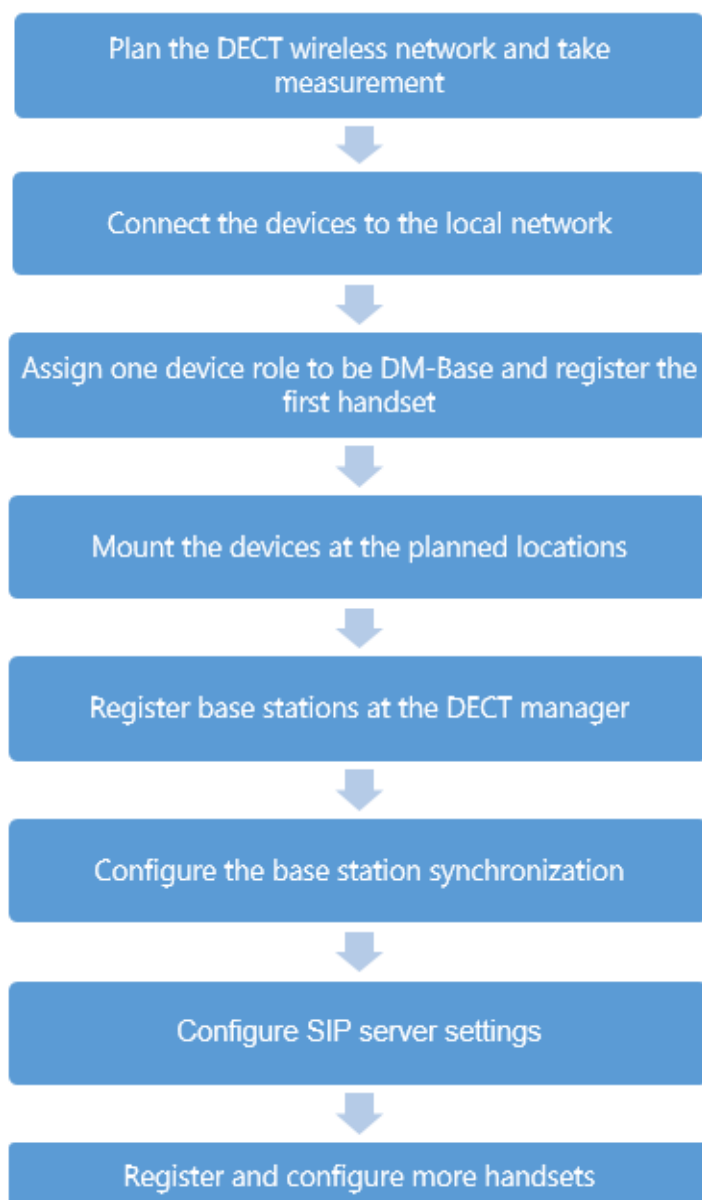 Plan the DECT wireless network and take
measurement
Connect the devices to the local network
Assign one device role to be DM-Base and register the
first handset
Mount the devices at the planned locations
Register base stations at the DECT manager
Configure the base station synchronization
Configure SIP server settings
Register and configure more handsets